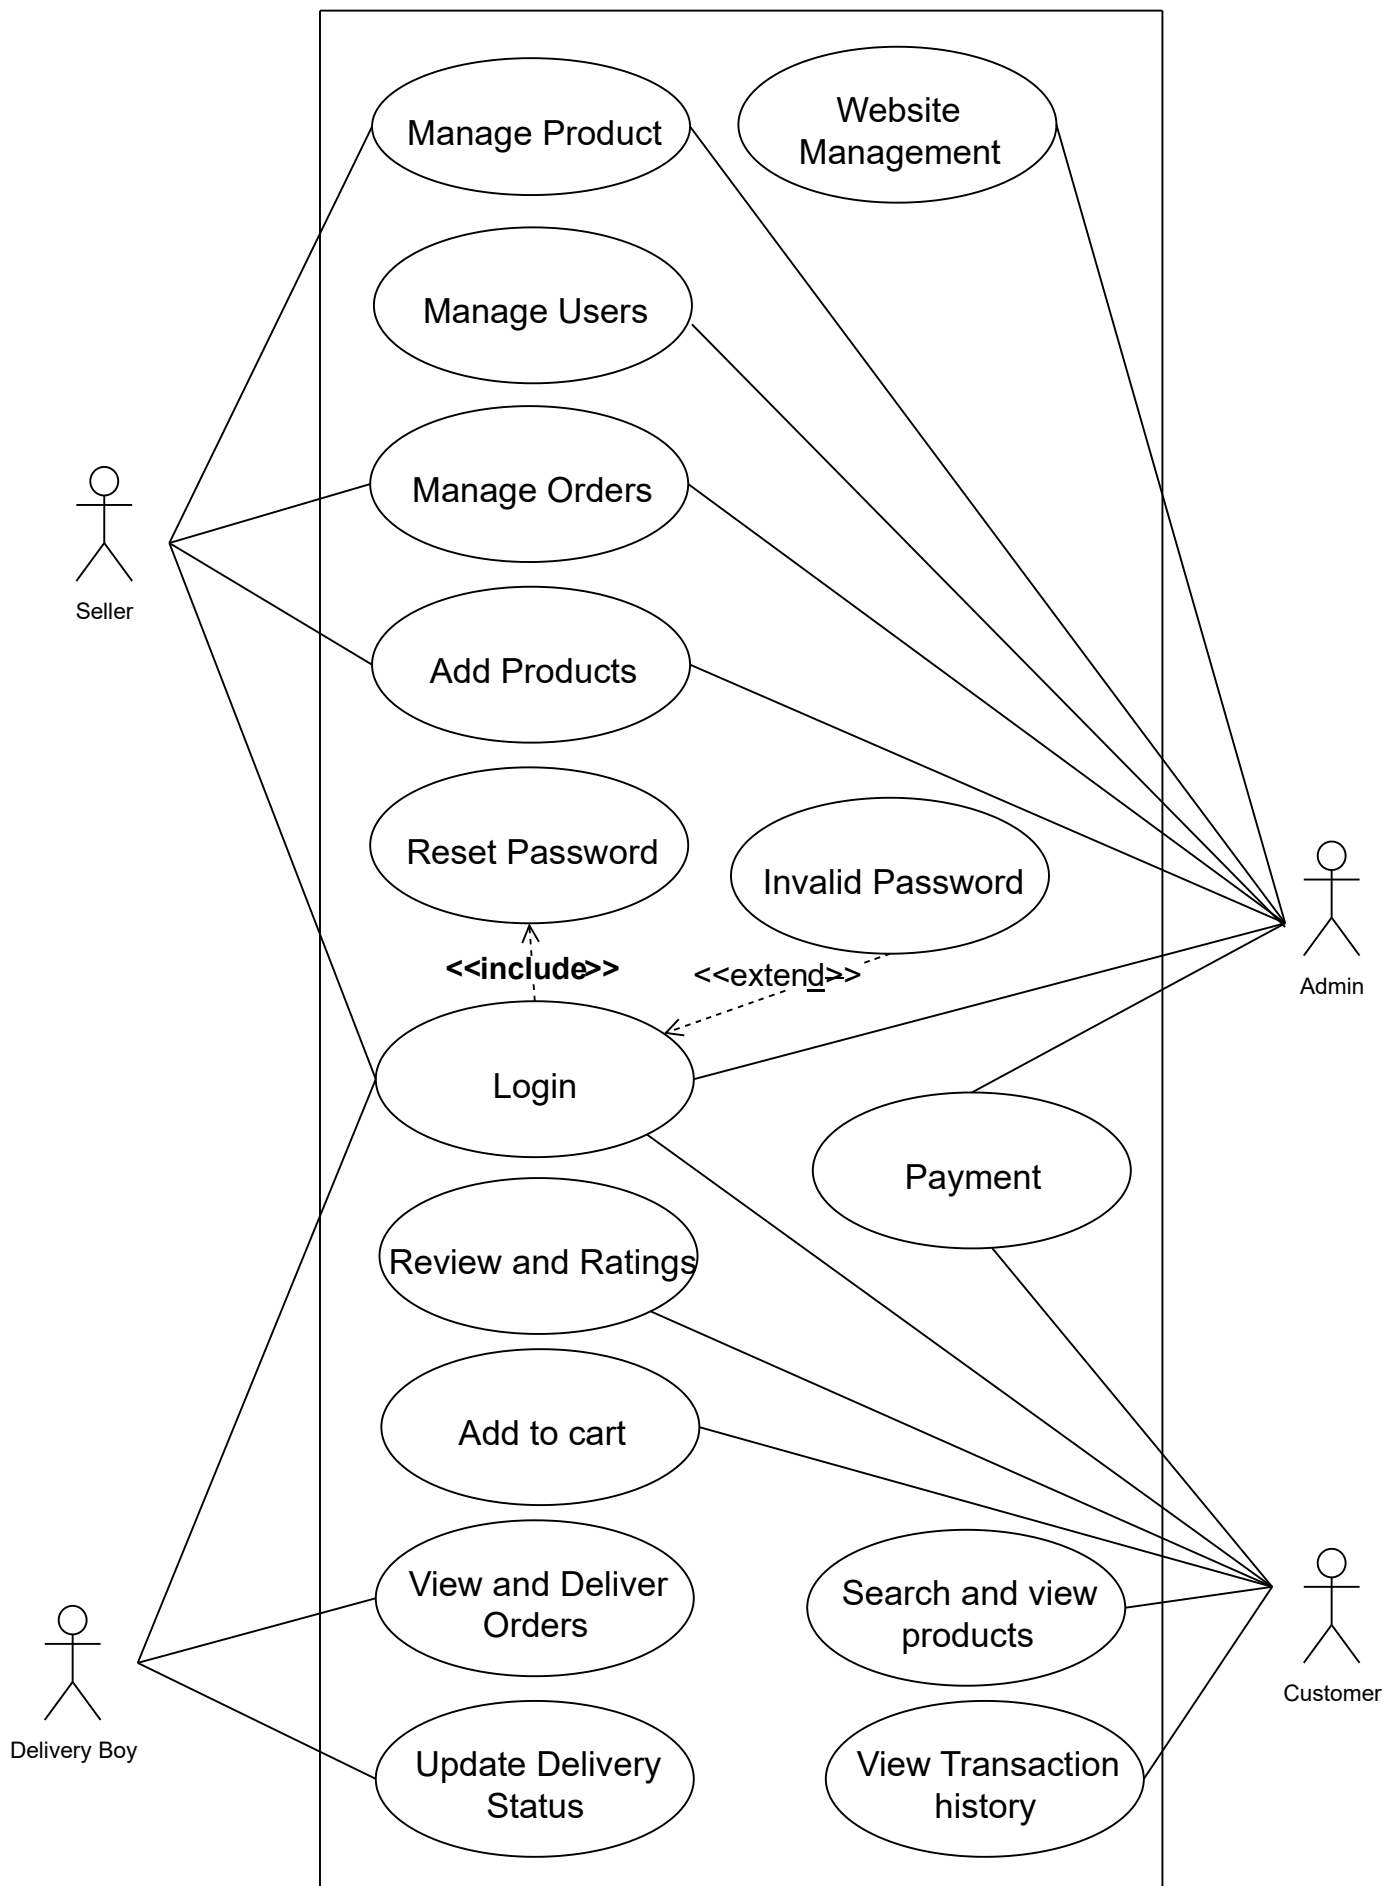 Manage Product
Website
Management
Manage Users
Manage Orders
Seller
Add Products
Reset Password
Invalid Password
<<include>>
<<extend>>
Admin
Login
Payment
Review and Ratings
Add to cart
View and Deliver
Orders
Search and view
products
Customer
Delivery Boy
Update Delivery
Status
View Transaction
history